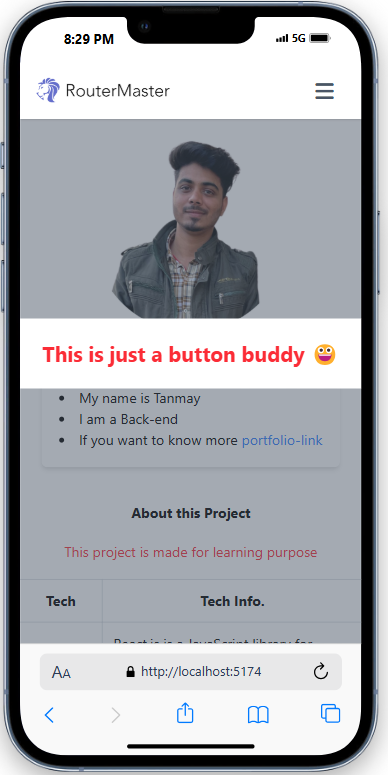 8:29 PM 5G
RouterMaster
This is just a button buddy 🤪
My name is Tanmay
I am a Back-end
If you want to know more portfolio-link
About this Project
This project is made for learning purpose
Tech Tech Info.
React is is a JavaScript library for
AA http://localhost:5174